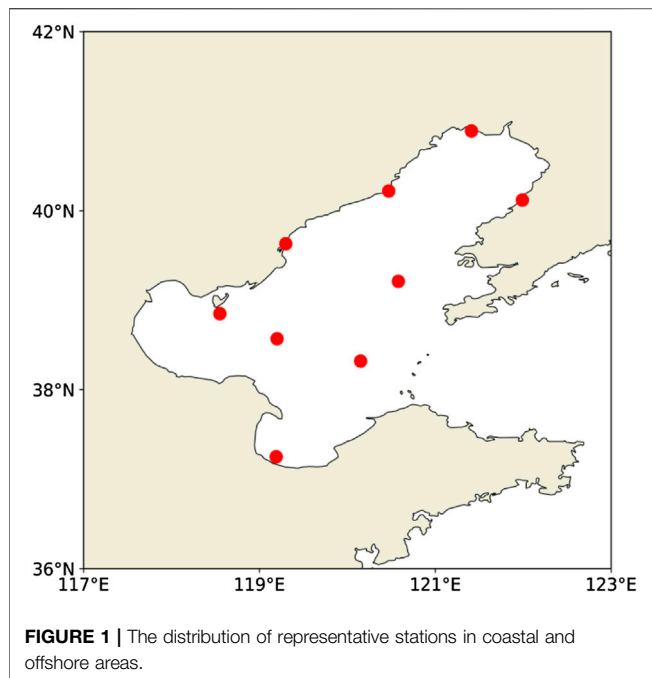 42°N
40°N
38°N
36°N
117°E 119°E 121°E 123°E
FIGURE 1 | The distribution of representative stations in coastal and
offshore areas.